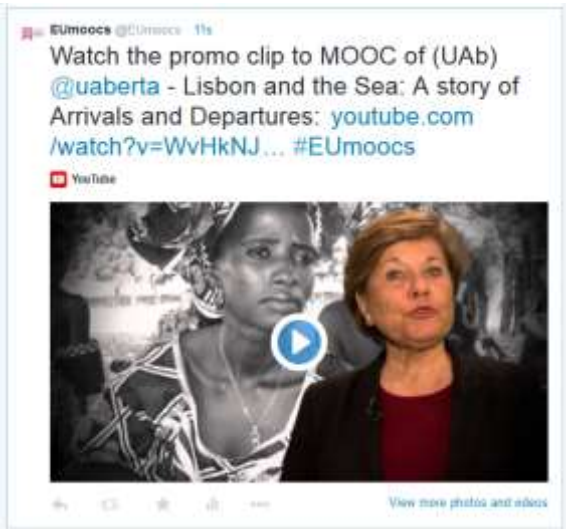 EUmoocs @EUmoocs 11s
Watch the promo clip to MOOC of (UAb)
@uaberta - Lisbon and the Sea: A story of
Arrivals and Departures: youtube.com
/watch?v=WvHkNJ... #EUmoocs
YouTube
View more photos and videos